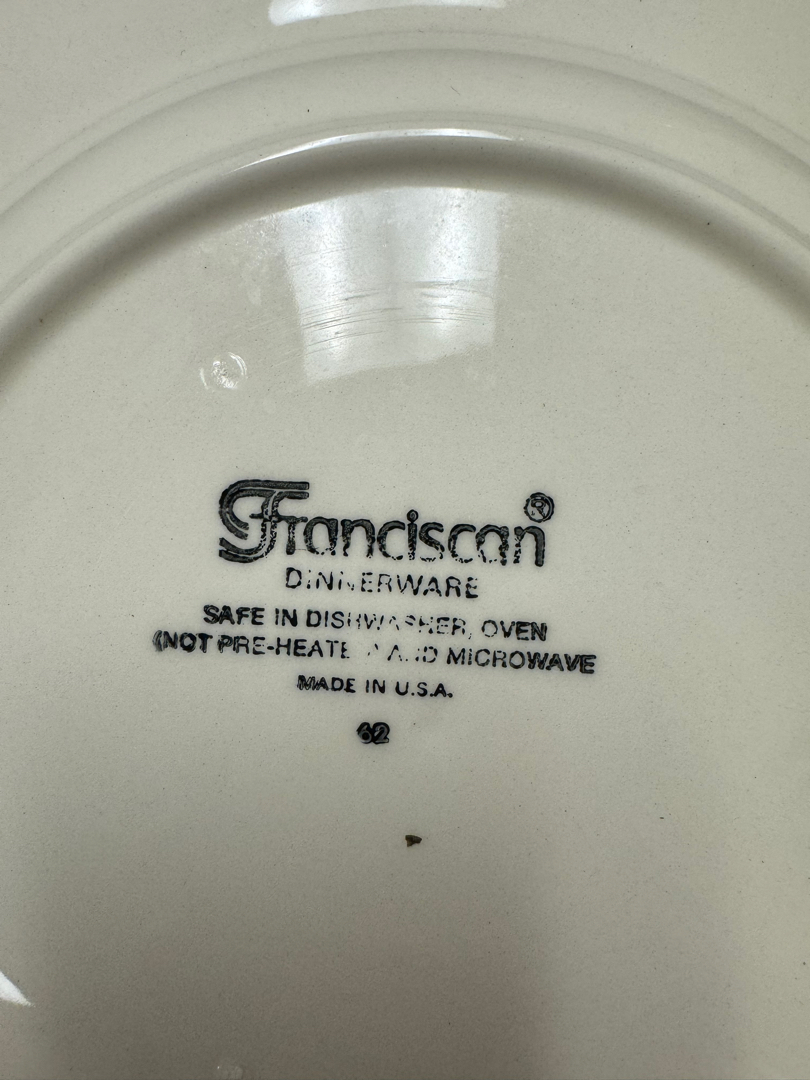 Franciscan®
DINNERWARE
SAFE IN DISHWASHER, OVEN
(NOT PRE-HEATED) AND MICROWAVE
MADE IN U.S.A.
62